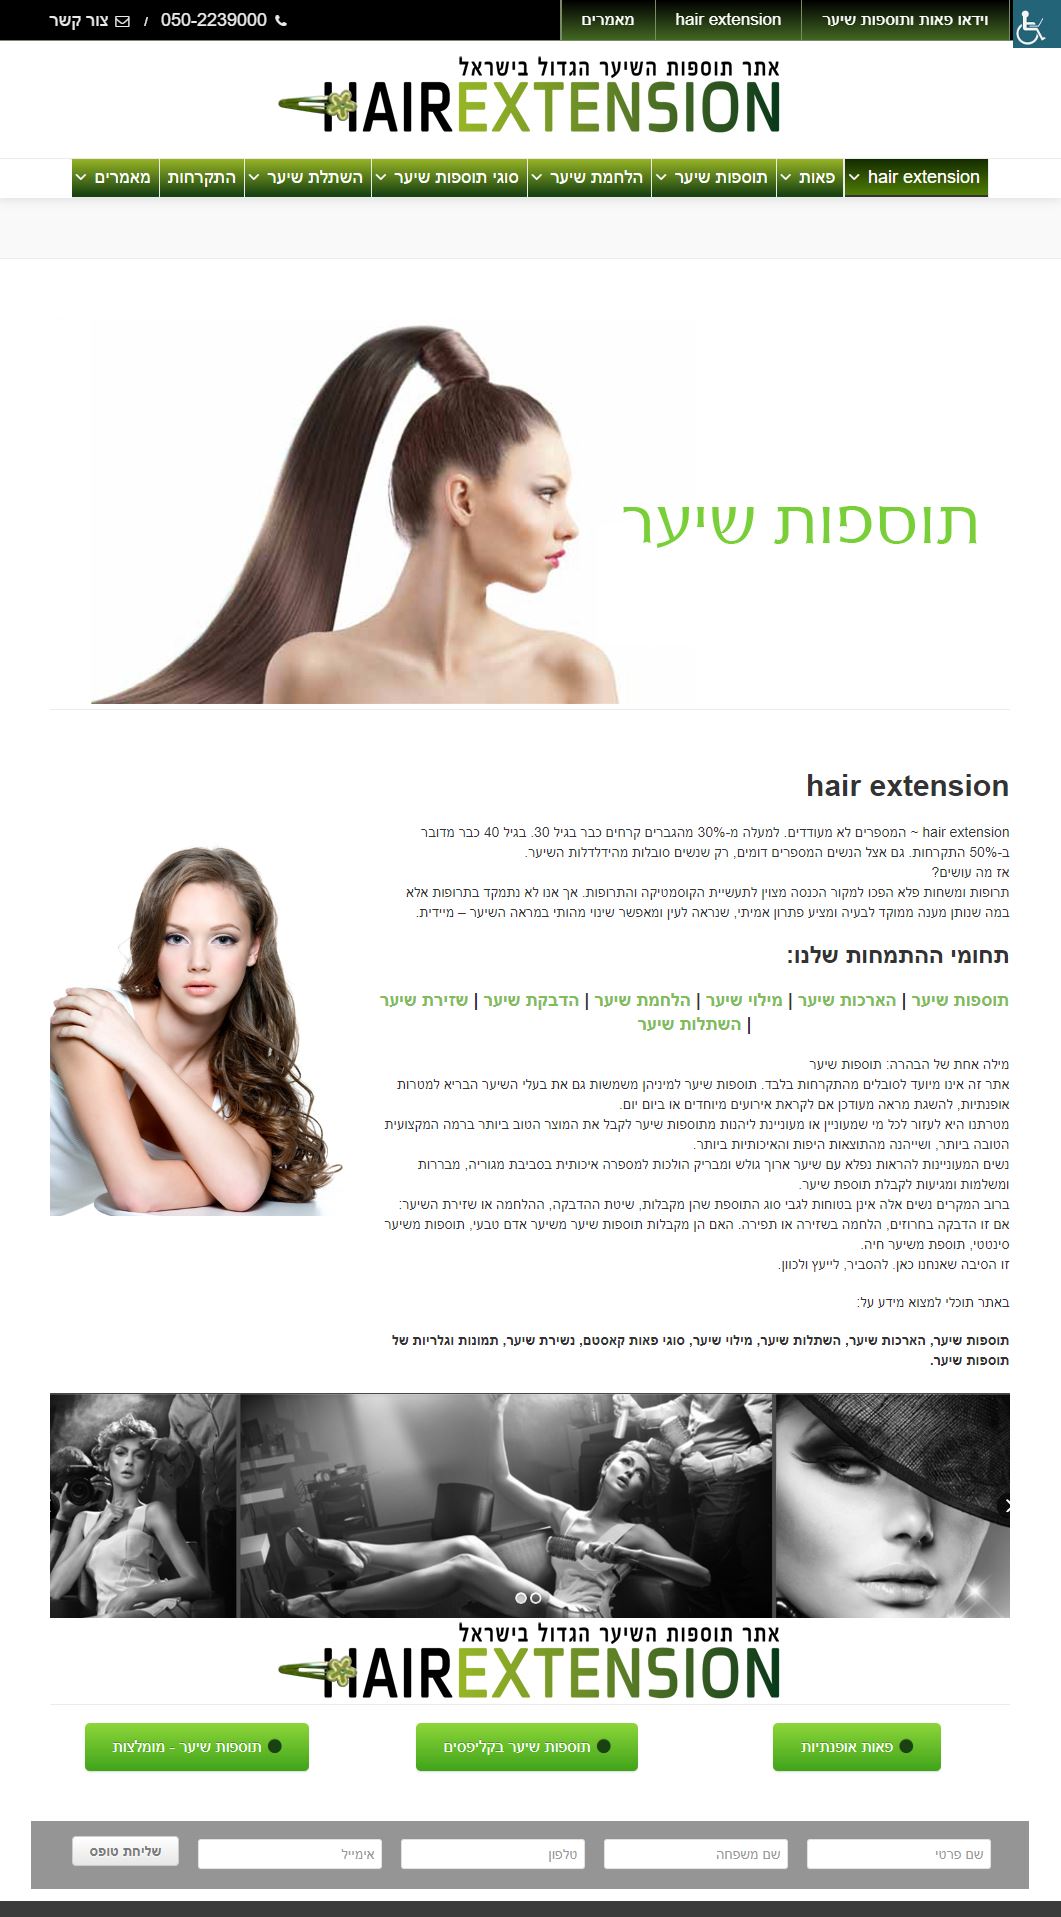 וידאו פאות ותוספות שיער
hair extension
מאמרים
050-2239000 / צור קשר
אתר תוספות השיער הגדול בישראל
HAIREXTENSION
hair extension
פאות
תוספות שיער
הלחמת שיער
סוגי תוספות שיער
השתלת שיער
התקרחות
מאמרים
תוספות שיער
hair extension
hair extension ~ המספרים לא מעודדים. למעלה מ-30% מהגברים קרחים כבר בגיל 30. בגיל 40 כבר מדובר
ב-50% התקרחות. גם אצל הנשים המספרים דומים, רק שנשים סובלות מהידלדלות השיער.
אז מה עושים?
תרופות ומשחות פלא הפכו למקור הכנסה מצוין לתעשיית הקוסמטיקה והתרופות. אך אנו לא נתמקד בתרופות אלא
במה שנותן מענה ממוקד לבעיה ומציע פתרון אמיתי, שנראה לעין ומאפשר שינוי מהותי במראה השיער – מיידית.
תחומי ההתמחות שלנו:
תוספות שיער | הארכות שיער | מילוי שיער | הלחמת שיער | הדבקת שיער | שזירת שיער
| השתלות שיער
מילה אחת של הבהרה: תוספות שיער
אתר זה אינו מיועד לסובלים מהתקרחות בלבד. תוספות שיער למיניהן משמשות גם את בעלי השיער הבריא למטרות
אופנתיות, להשגת מראה מעודכן אם לקראת אירועים מיוחדים או ביום יום.
מטרתנו היא לעזור לכל מי שמעוניין או מעוניינת ליהנות מתוספות שיער לקבל את המוצר הטוב ביותר ברמה המקצועית
הטובה ביותר, ושייהנה מהתוצאות היפות והאיכותיות ביותר.
נשים המעוניינות להראות נפלא עם שיער ארוך גולש ומבריק הולכות למספרה איכותית בסביבת מגוריה, מבררות
ומשלמות ומגיעות לקבלת תוספת שיער.
ברוב המקרים נשים אלה אינן בטוחות לגבי סוג התוספת שהן מקבלות, שיטת ההדבקה, ההלחמה או שזירת השיער:
אם זו הדבקה בחרוזים, הלחמה בשזירה או תפירה. האם הן מקבלות תוספות שיער משיער אדם טבעי, תוספות משיער
סינטטי, תוספת משיער חיה.
זו הסיבה שאנחנו כאן. להסביר, לייעץ ולכוון.
באתר תוכלי למצוא מידע על:
תוספות שיער, הארכות שיער, השתלות שיער, מילוי שיער, סוגי פאות קאסטם, נשירת שיער, תמונות וגלריות של
תוספות שיער.
אתר תוספות השיער הגדול בישראל
HAIREXTENSION
פאות אופנתיות
תוספות שיער בקליפסים
תוספות שיער - מומלצות
שם פרטי
שם משפחה
טלפון
אימייל
שליחת טופס